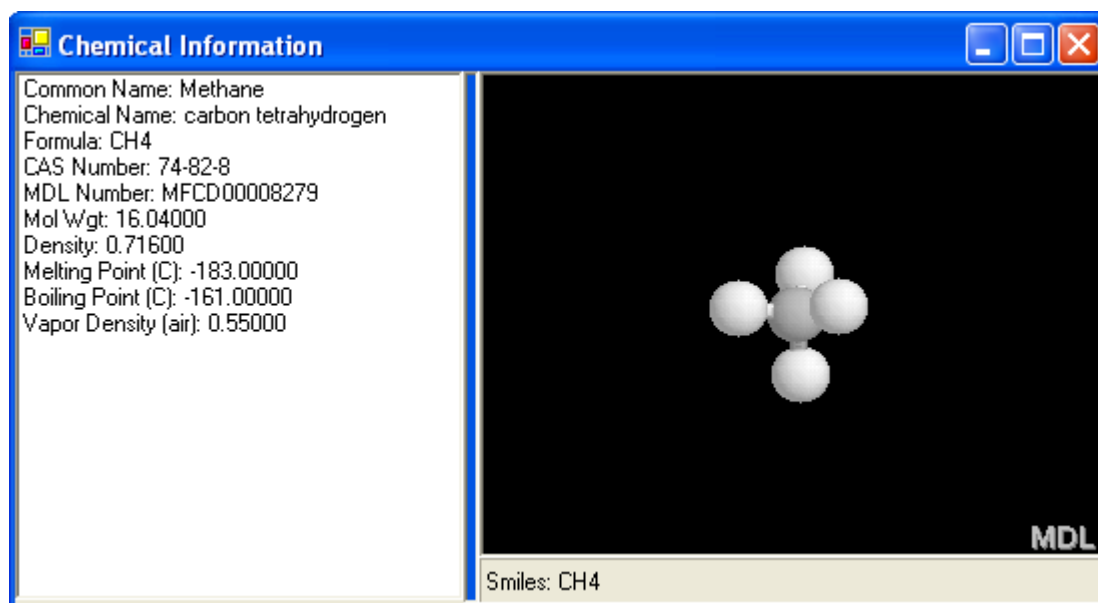 Chemical Information
Common Name: Methane
Chemical Name: carbon tetrahydrogen
Formula: CH4
CAS Number: 74-82-8
MDL Number: MFCD00008279
Mol Wgt: 16.04000
Density: 0.71600
Melting Point (C): -183.00000
Boiling Point (C): -161.00000
Vapor Density (air): 0.55000
MDL
Smiles: CH4